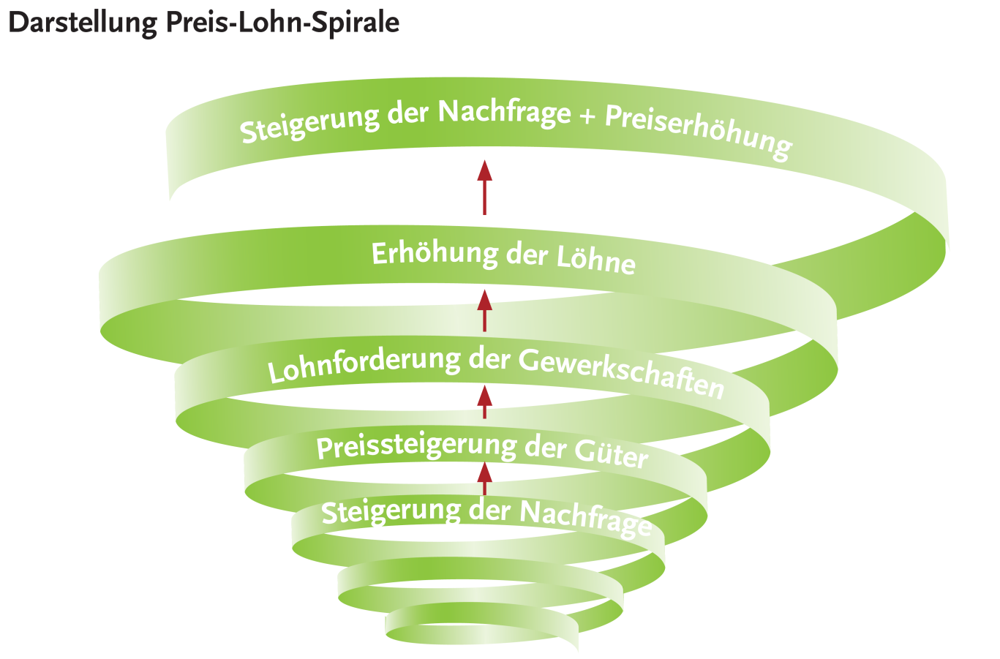 Darstellung Preis-Lohn-Spirale
Steigerung der Nachfrage + Preiserhöhung
Erhöhung der Löhne
Lohnforderung der Gewerkschaften
Preissteigerung der Güter
Steigerung der Nachfrage